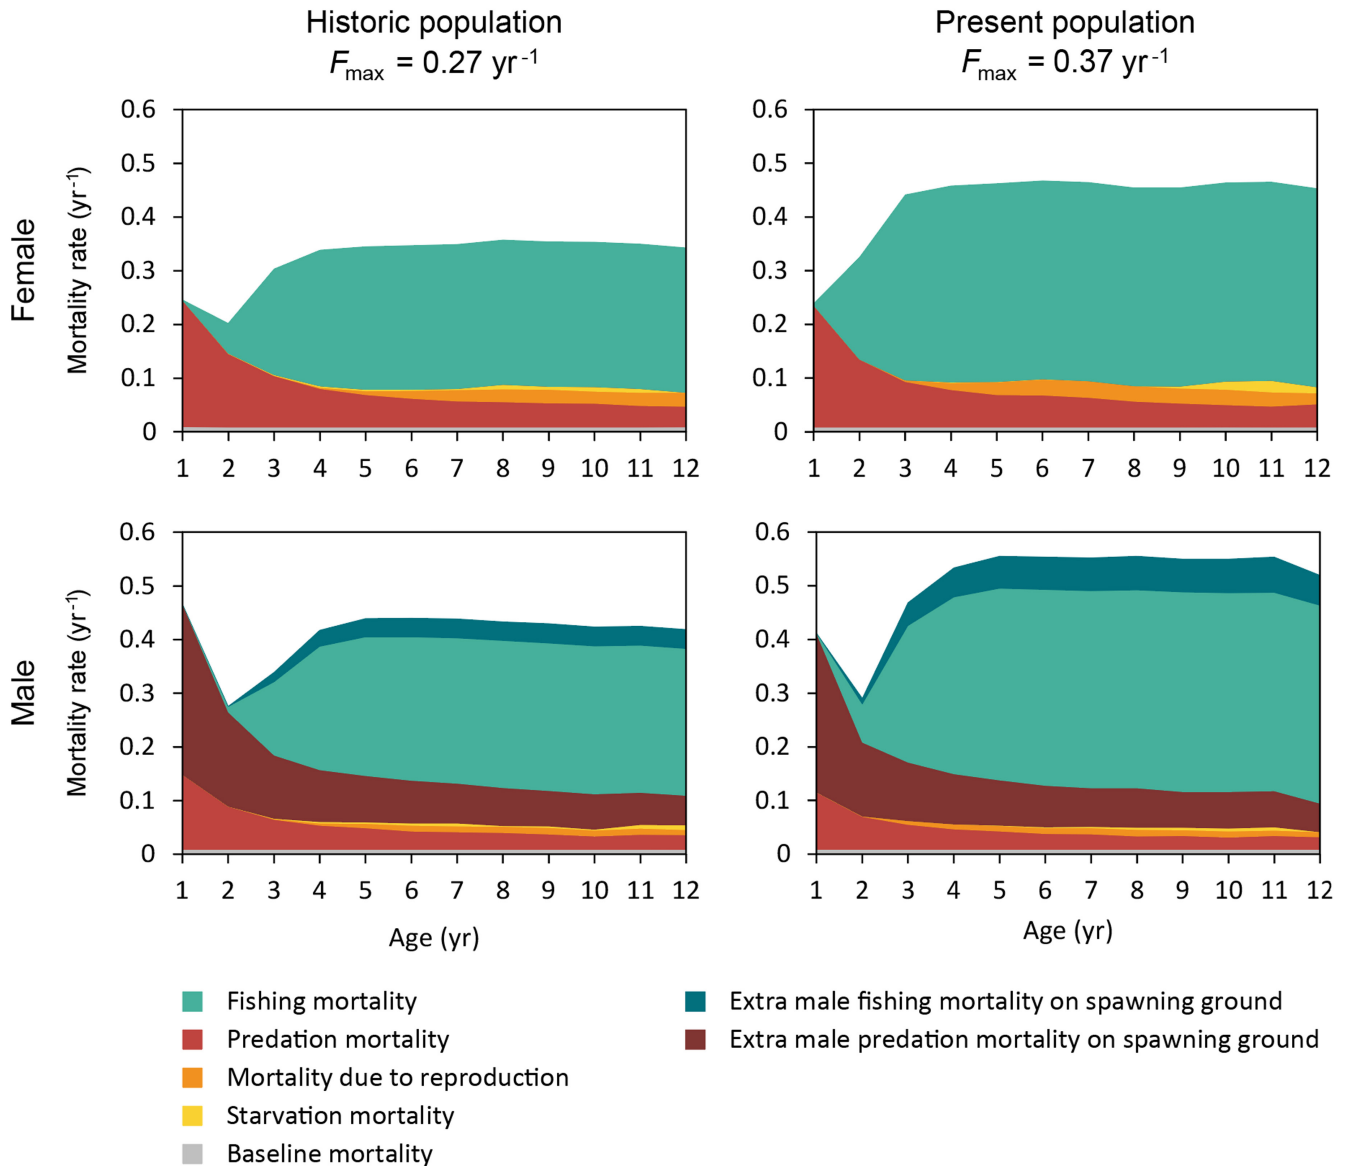 Historic population
Fmax = 0.27 yr-1
Present population
Fmax = 0.37 yr-1
Female
Mortality rate (yr-1)
0.6
0.5
0.4
0.3
0.2
0.1
0
1 2 3 4 5 6 7 8 9 10 11 12
0.6
0.5
0.4
0.3
0.2
0.1
0
1 2 3 4 5 6 7 8 9 10 11 12
Male
Mortality rate (yr-1)
0.6
0.5
0.4
0.3
0.2
0.1
0
1 2 3 4 5 6 7 8 9 10 11 12
Age (yr)
0.6
0.5
0.4
0.3
0.2
0.1
0
1 2 3 4 5 6 7 8 9 10 11 12
Age (yr)
Fishing mortality
Predation mortality
Mortality due to reproduction
Starvation mortality
Baseline mortality
Extra male fishing mortality on spawning ground
Extra male predation mortality on spawning ground